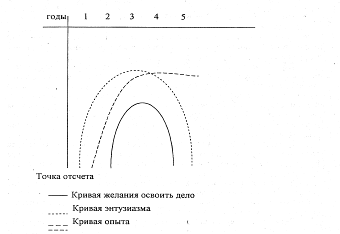 годы 1 2 3 4 5
Точка отсчета
Кривая желания освоить дело
Кривая энтузиазма
Кривая опыта